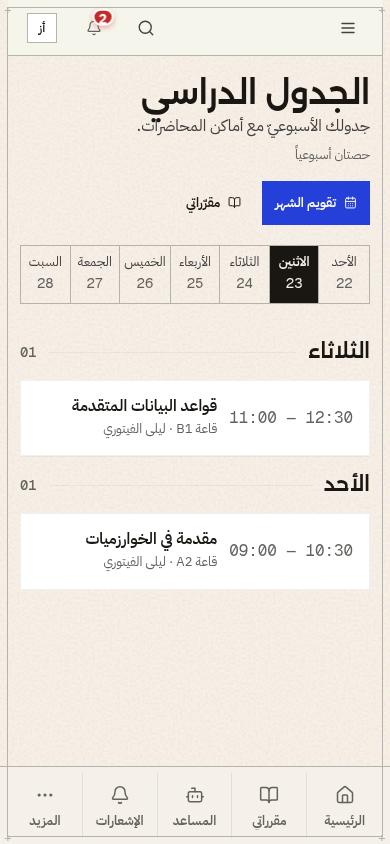 أز
2
الجدول الدراسي
جدولك الأسبوعيّ مع أماكن المحاضرات.
حصتان أسبوعياً
تقويم الشهر
مقرّراتي
الأحد الاثنين الثلاثاء الأربعاء الخميس الجمعة السبت
22 23 24 25 26 27 28
الثلاثاء 01
11:00 – 12:30 قواعد البيانات المتقدمة
قاعة B1 · ليلى الفيتوري
الأحد 01
09:00 – 10:30 مقدمة في الخوارزميات
قاعة A2 · ليلى الفيتوري
الرئيسية مقرراتي المساعد الإشعارات المزيد